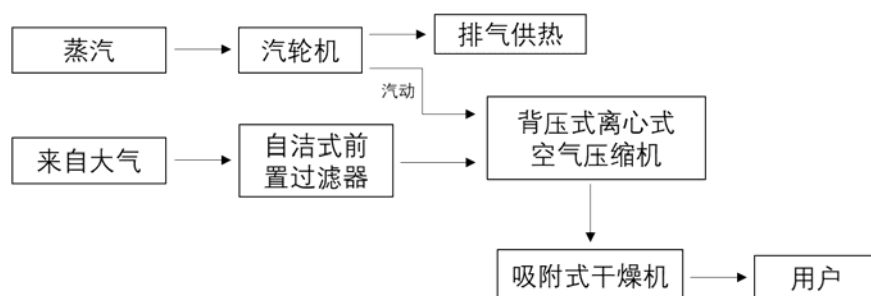 蒸汽
汽轮机
排气供热
汽动
背压式离心式
空气压缩机
来自大气
自洁式前
置过滤器
吸附式干燥机
用户